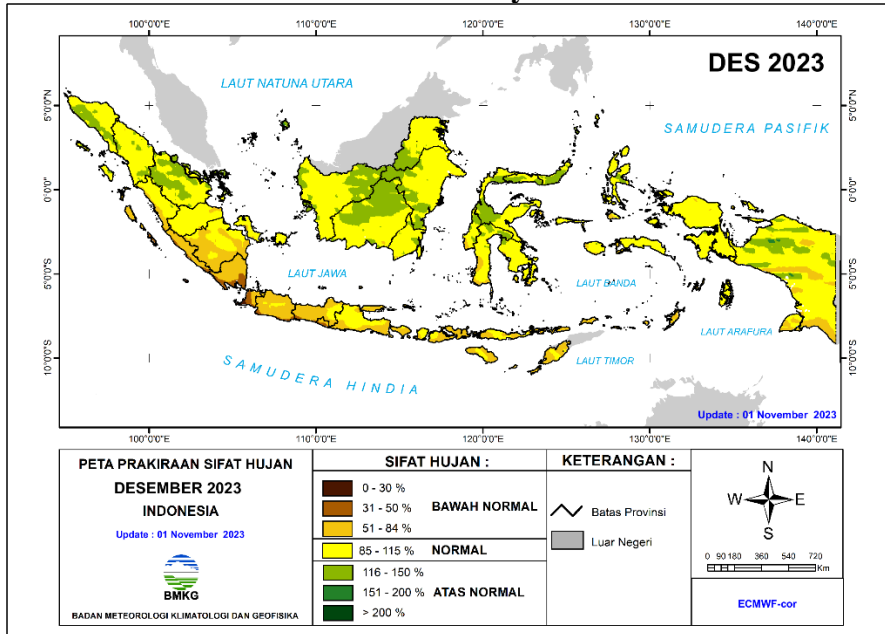 100°0'0"E 110°0'0"E 120°0'0"E 130°0'0"E 140°0'0"E
DES 2023
LAUT NATUNA UTARA
5°0'0"N 5°0'0"N
SAMUDERA PASIFIK
0°0'0" 0°0'0"
LAUT JAWA
LAUT BANDA
5°0'0"S 5°0'0"S
LAUT ARAFURA
LAUT TIMOR
10°0'0"S 10°0'0"S
SAMUDERA HINDIA
Update : 01 November 2023
100°0'0"E 110°0'0"E 120°0'0"E 130°0'0"E 140°0'0"E
PETA PRAKIRAAN SIFAT HUJAN
DESEMBER 2023
INDONESIA
Update : 01 November 2023
BMKG
BADAN METEOROLOGI KLIMATOLOGI DAN GEOFISIKA
SIFAT HUJAN :
0 - 30 %
31 - 50 % BAWAH NORMAL
51 - 84 %
85 - 115 % NORMAL
116 - 150 %
151 - 200 % ATAS NORMAL
> 200 %
KETERANGAN :
Batas Provinsi
Luar Negeri
N
W E
S
0 90 180 360 540 720
Km
ECMWF-cor